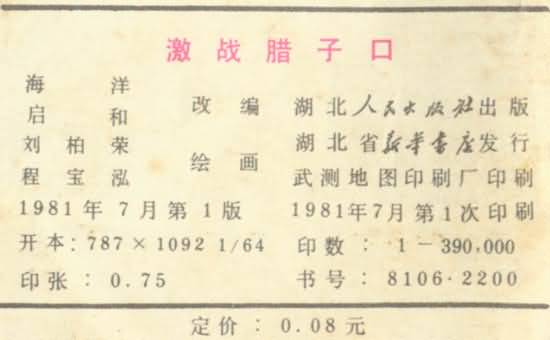 激战腊子口
海洋
启和 改编
刘柏荣
程宝泓 绘画
1981年7月第1版
开本:787×1092 1/64
印张:0.75
湖北人民出版社出版
湖北省新华书店发行
武测地图印刷厂印刷
1981年7月第1次印刷
印数:1-390,000
书号:8106·2200
定价:0.08元